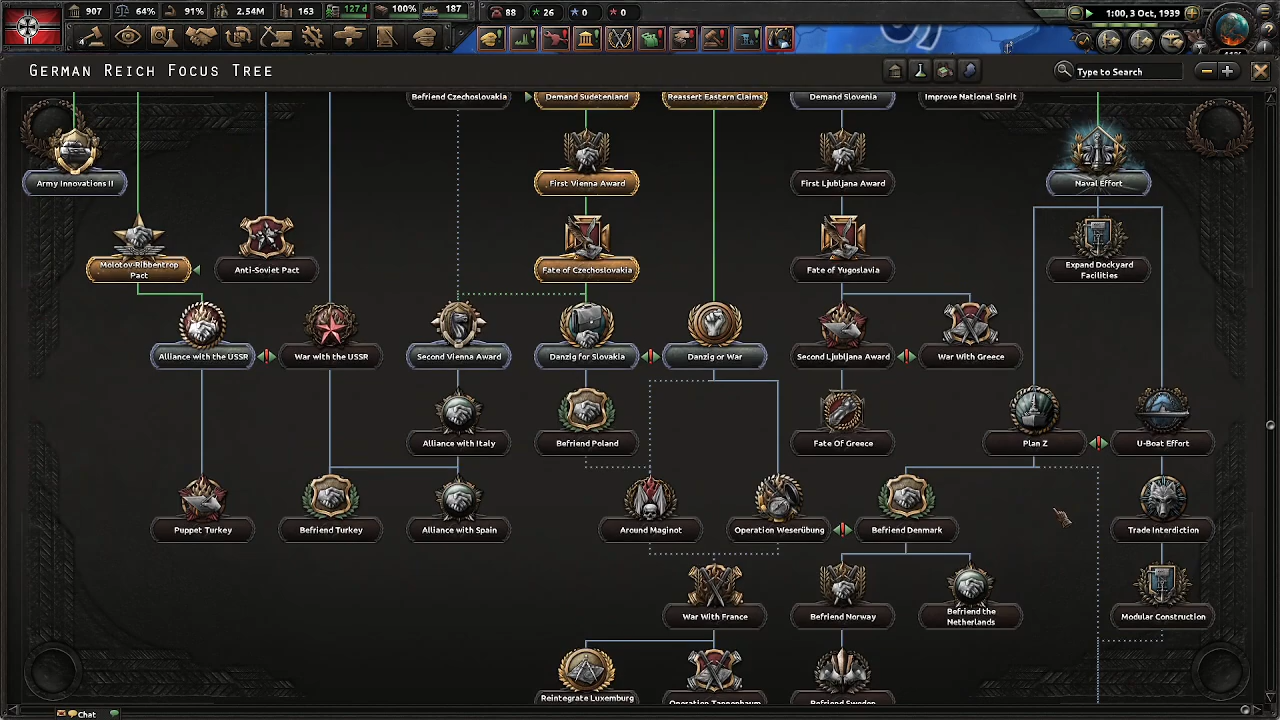 907 64% 91% 2.54M 163 127 d 100% 187 88 26 0 0 1:00, 3 Oct, 1939
German Reich Focus Tree
Type to Search
Befriend Czechoslovakia Demand Sudetenland Reassert Eastern Claims Demand Slovenia Improve National Spirit
Army Innovations II First Vienna Award First Ljubljana Award Naval Effort
Molotov-Ribbentrop
Pact
Anti-Soviet Pact Fate of Czechoslovakia Fate of Yugoslavia
Expand Dockyard
Facilities
Alliance with the USSR War with the USSR Second Vienna Award Danzig for Slovakia Danzig or War Second Ljubljana Award War With Greece
Alliance with Italy Befriend Poland Fate Of Greece Plan Z U-Boat Effort
Puppet Turkey Befriend Turkey Alliance with Spain Around Maginot Operation Weserübung Befriend Denmark Trade Interdiction
War With France Befriend Norway
Befriend the
Netherlands
Modular Construction
Reintegrate Luxemburg Operation Tannenbaum Befriend Sweden
Chat